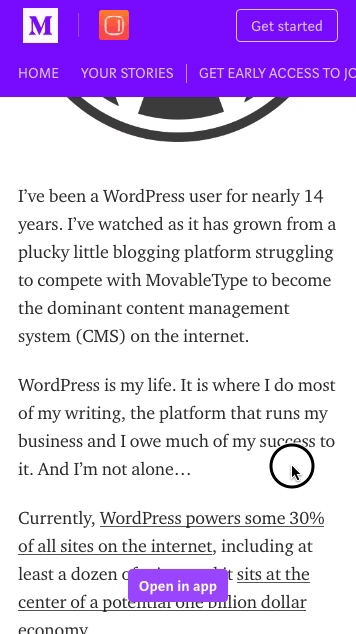 M
Get started
HOME YOUR STORIES GET EARLY ACCESS TO JO
I've been a WordPress user for nearly 14
years. I've watched as it has grown from a
plucky little blogging platform struggling
to compete with MovableType to become
the dominant content management
system (CMS) on the internet.
WordPress is my life. It is where I do most
of my writing, the platform that runs my
business and I owe much of my success to
it. And I'm not alone…
Currently, WordPress powers some 30%
of all sites on the internet, including at
least a dozen sits at the
Open in app
center of a potential one billion dollar
economy